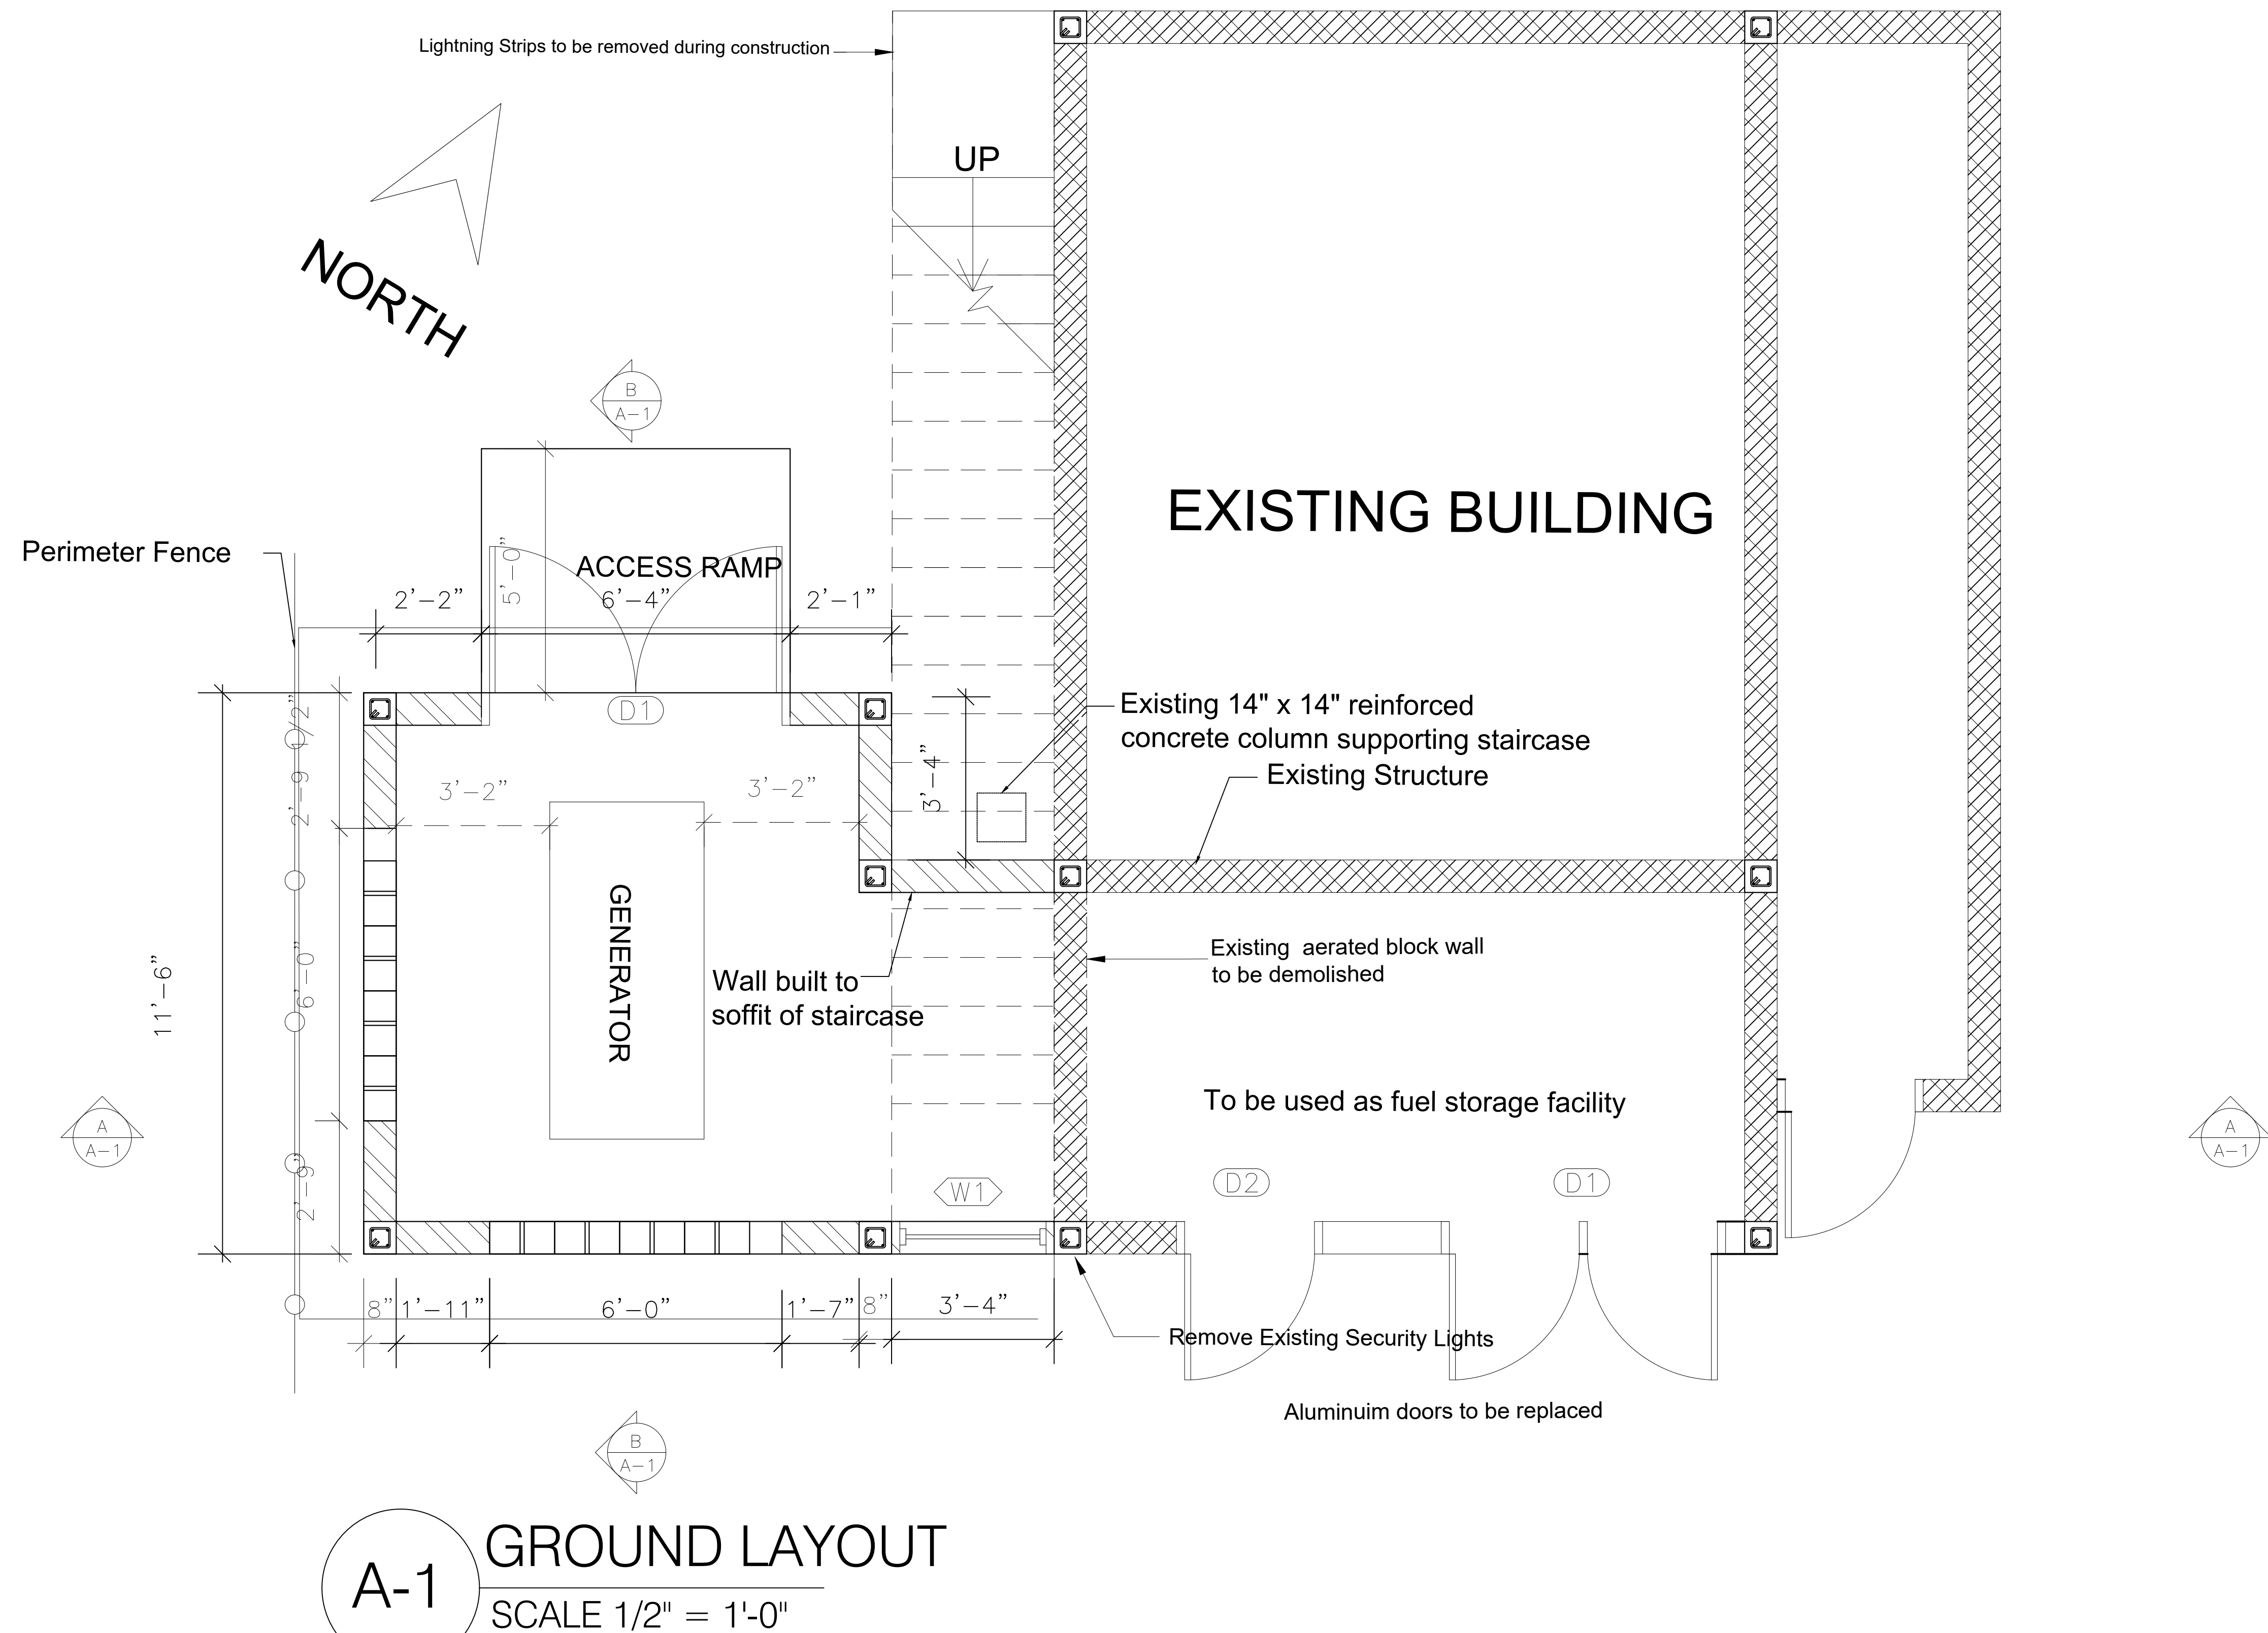 Lightning Strips to be removed during construction
UP
NORTH
B
A-1
EXISTING BUILDING
Perimeter Fence
ACCESS RAMP
5'-0"
2'-2"
6'-4"
2'-1"
D1
Existing 14" x 14" reinforced
concrete column supporting staircase
Existing Structure
2'-9 1/2"
3'-2"
3'-2"
3'-4"
GENERATOR
Existing aerated block wall
to be demolished
Wall built to
soffit of staircase
11'-6"
6'-0"
To be used as fuel storage facility
A
A-1
A
A-1
2'-9"
W1
D2
D1
8"
1'-11"
6'-0"
1'-7"
8"
3'-4"
Remove Existing Security Lights
Aluminuim doors to be replaced
B
A-1
A-1
GROUND LAYOUT
SCALE 1/2" = 1'-0"